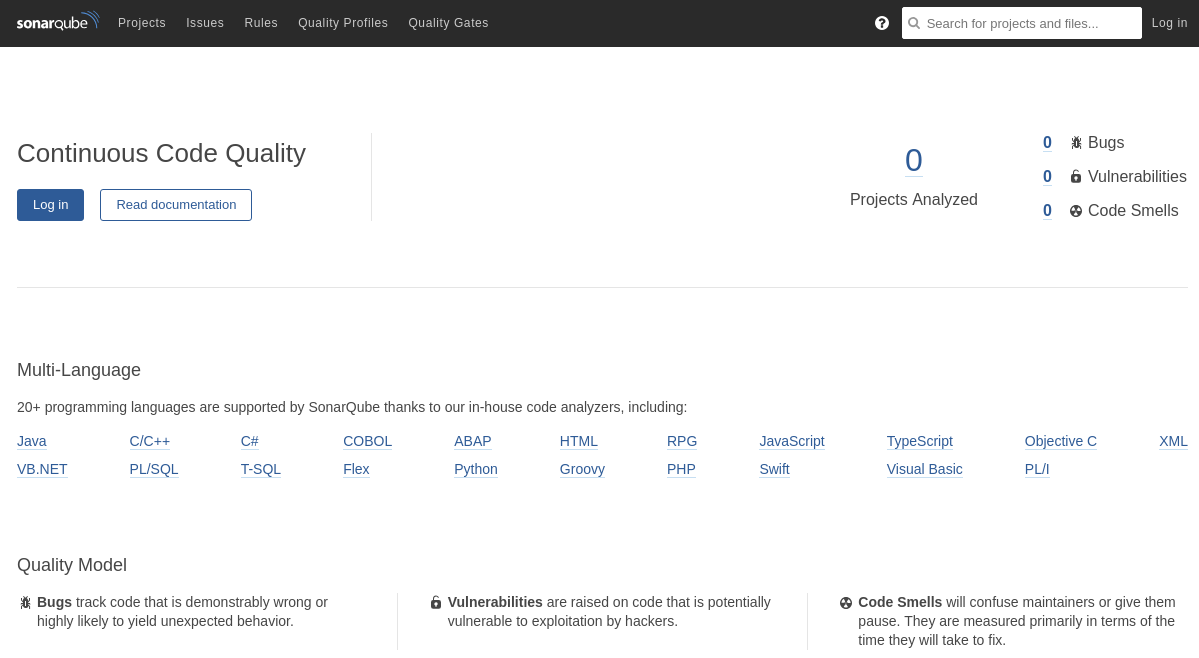 sonarqube Projects Issues Rules Quality Profiles Quality Gates Search for projects and files... Log in
Continuous Code Quality
Log in Read documentation
0
Projects Analyzed
0 Bugs
0 Vulnerabilities
0 Code Smells
Multi-Language
20+ programming languages are supported by SonarQube thanks to our in-house code analyzers, including:
Java C/C++ C# COBOL ABAP HTML RPG JavaScript TypeScript Objective C XML
VB.NET PL/SQL T-SQL Flex Python Groovy PHP Swift Visual Basic PL/I
Quality Model
Bugs track code that is demonstrably wrong or
highly likely to yield unexpected behavior.
Vulnerabilities are raised on code that is potentially
vulnerable to exploitation by hackers.
Code Smells will confuse maintainers or give them
pause. They are measured primarily in terms of the
time they will take to fix.